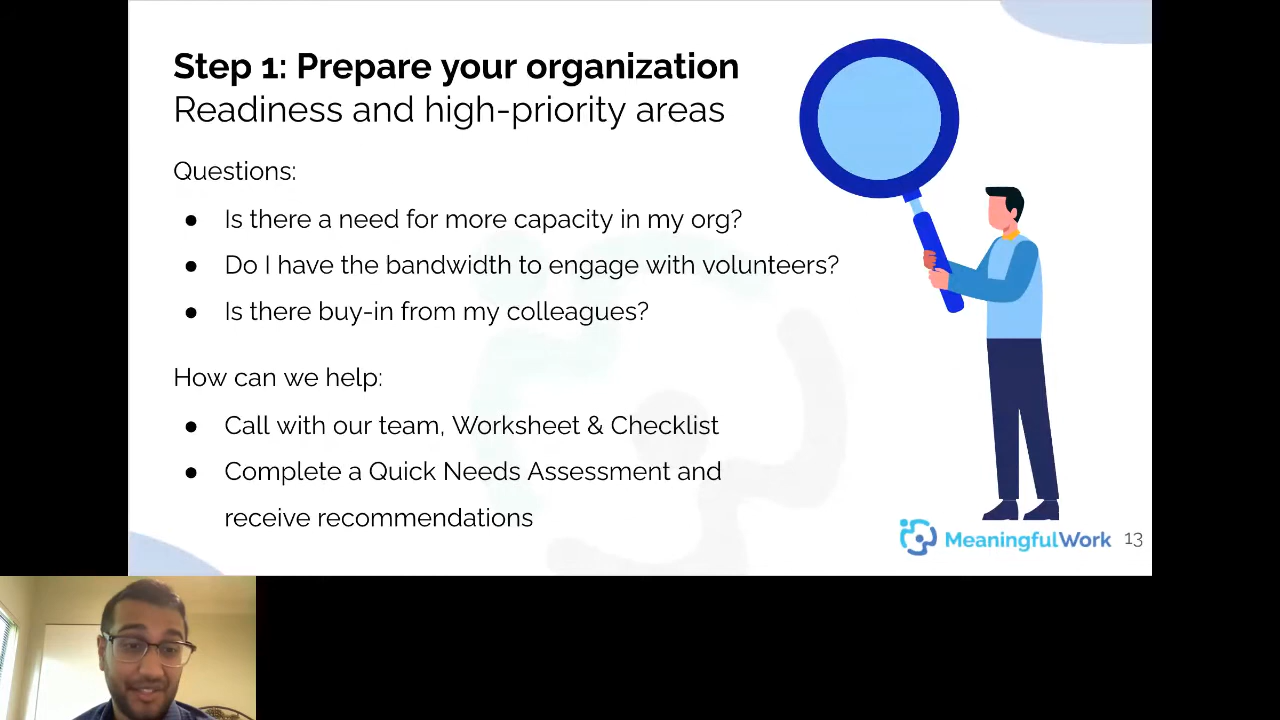 Step 1: Prepare your organization
Readiness and high-priority areas
Questions:
● Is there a need for more capacity in my org?
● Do I have the bandwidth to engage with volunteers?
● Is there buy-in from my colleagues?
How can we help:
● Call with our team, Worksheet & Checklist
● Complete a Quick Needs Assessment and
receive recommendations
MeaningfulWork 13